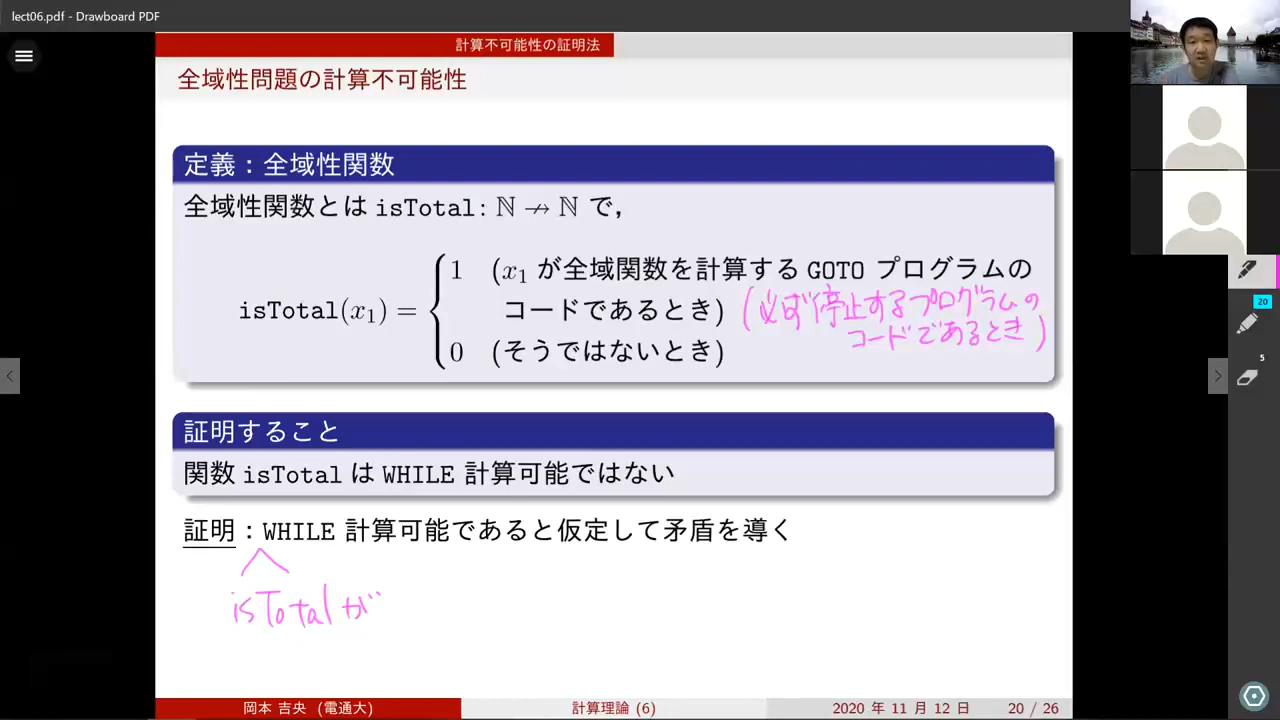 lect06.pdf - Drawboard PDF
計算不可能性の証明法
全域性問題の計算不可能性
定義：全域性関数
全域性関数とは isTotal: ℕ ⇸ ℕ で,
isTotal(x₁) = { 1 (x₁ が全域関数を計算する GOTO プログラムの
コードであるとき)
(必ず停止するプログラムの
コードであるとき)
0 (そうではないとき)
証明すること
関数 isTotal は WHILE 計算可能ではない
証明：WHILE 計算可能であると仮定して矛盾を導く
isTotalが
岡本 吉央 (電通大)
計算理論 (6)
2020 年 11 月 12 日
20 / 26
20
5